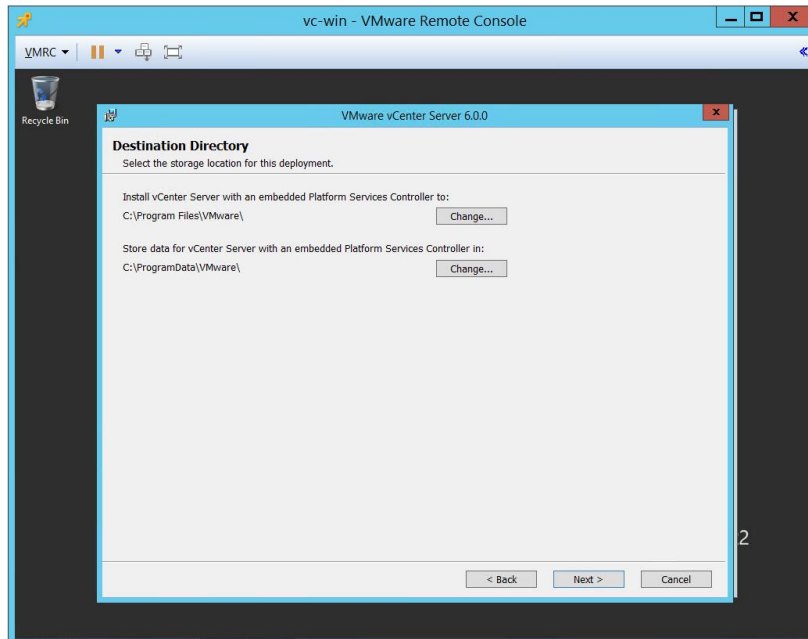 vc-win - VMware Remote Console
VMRC
Recycle Bin
VMware vCenter Server 6.0.0
Destination Directory
Select the storage location for this deployment.
Install vCenter Server with an embedded Platform Services Controller to:
C:\Program Files\VMware\
Change...
Store data for vCenter Server with an embedded Platform Services Controller in:
C:\ProgramData\VMware\
Change...
2
< Back
Next >
Cancel